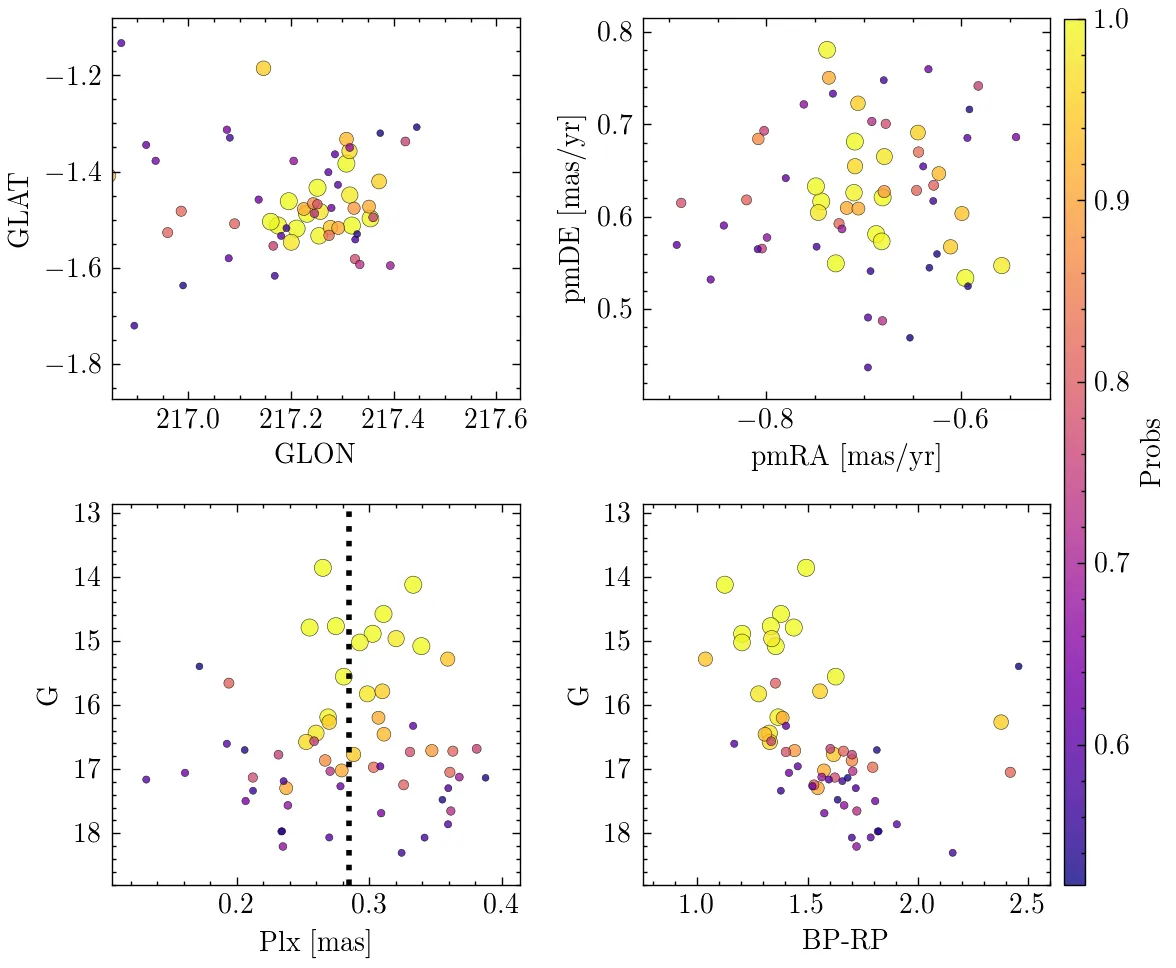 −1.2
−1.4
−1.6
−1.8
GLAT
217.0 217.2 217.4 217.6
GLON
0.8
0.7
0.6
0.5
pmDE [mas/yr]
−0.8 −0.6
pmRA [mas/yr]
13
14
15
16
17
18
G
0.2 0.3 0.4
Plx [mas]
13
14
15
16
17
18
G
1.0 1.5 2.0 2.5
BP-RP
1.0
0.9
0.8
0.7
0.6
Probs